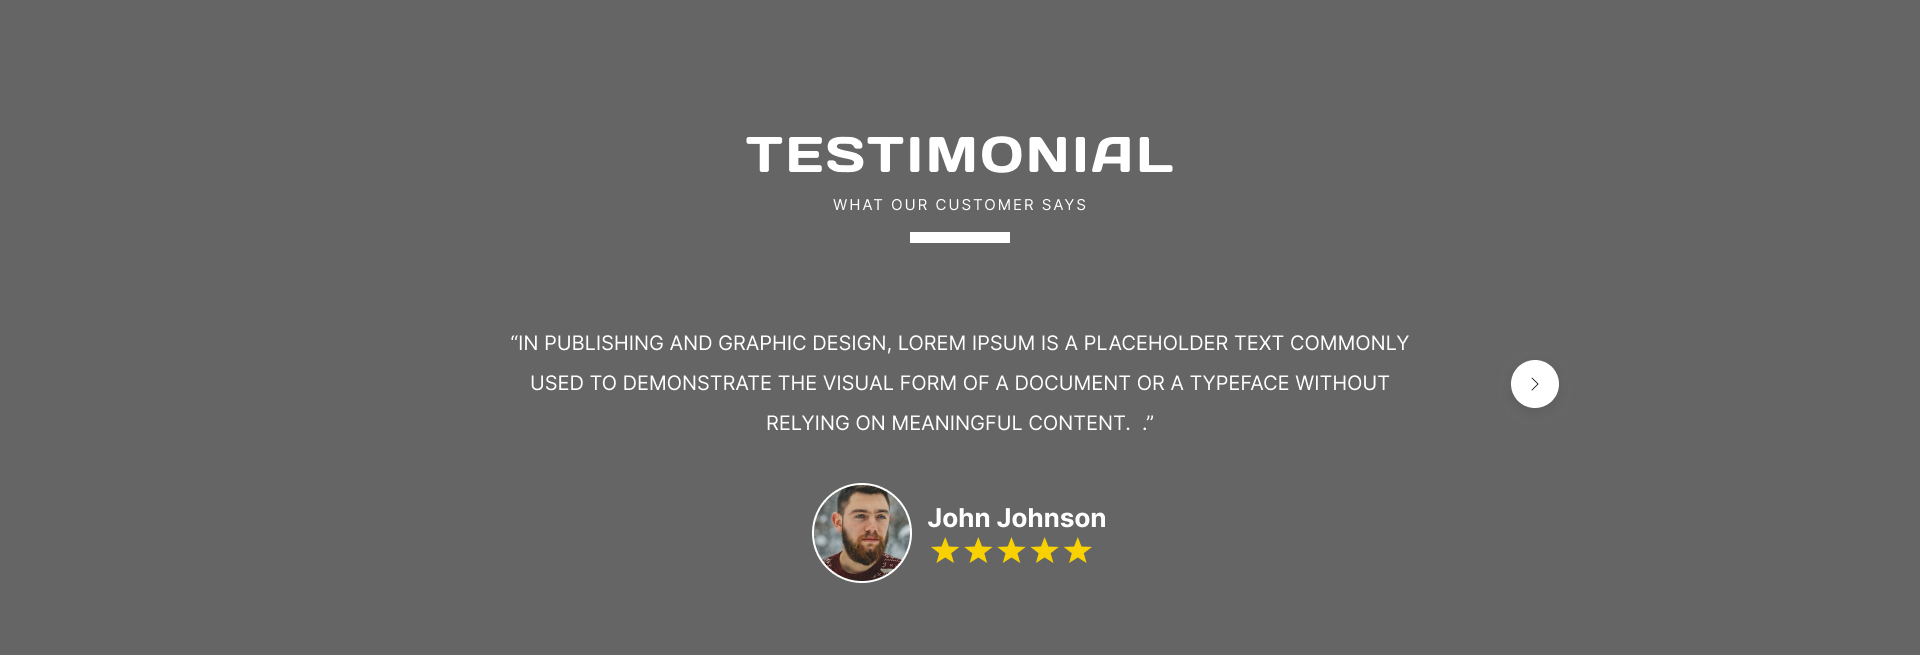 TESTIMONIAL
WHAT OUR CUSTOMER SAYS
“IN PUBLISHING AND GRAPHIC DESIGN, LOREM IPSUM IS A PLACEHOLDER TEXT COMMONLY
USED TO DEMONSTRATE THE VISUAL FORM OF A DOCUMENT OR A TYPEFACE WITHOUT
RELYING ON MEANINGFUL CONTENT.  .”
John Johnson